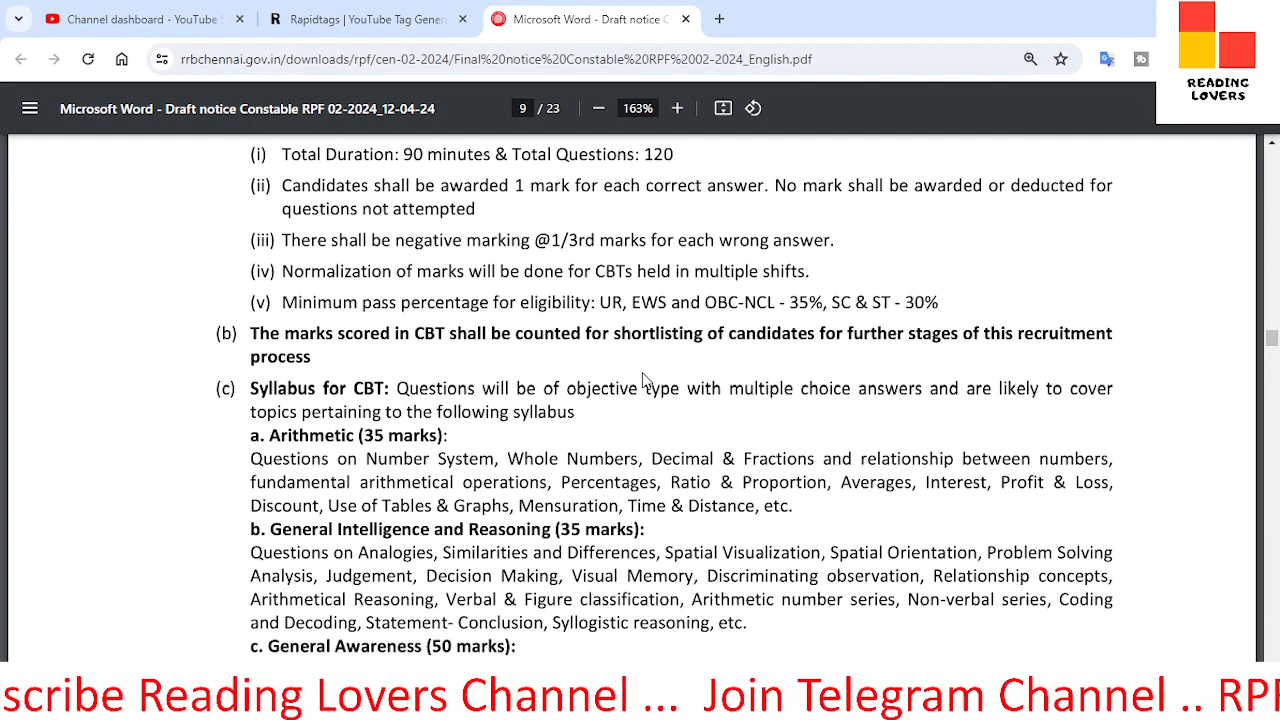 Channel dashboard - YouTube S
Rapidtags | YouTube Tag Gener
Microsoft Word - Draft notice C
rrbchennai.gov.in/downloads/rpf/cen-02-2024/Final%20notice%20Constable%20RPF%2002-2024_English.pdf
READING
LOVERS
Microsoft Word - Draft notice Constable RPF 02-2024_12-04-24
9 / 23
163%
(i) Total Duration: 90 minutes & Total Questions: 120
(ii) Candidates shall be awarded 1 mark for each correct answer. No mark shall be awarded or deducted for
questions not attempted
(iii) There shall be negative marking @1/3rd marks for each wrong answer.
(iv) Normalization of marks will be done for CBTs held in multiple shifts.
(v) Minimum pass percentage for eligibility: UR, EWS and OBC-NCL - 35%, SC & ST - 30%
(b) The marks scored in CBT shall be counted for shortlisting of candidates for further stages of this recruitment
process
(c) Syllabus for CBT: Questions will be of objective type with multiple choice answers and are likely to cover
topics pertaining to the following syllabus
a. Arithmetic (35 marks):
Questions on Number System, Whole Numbers, Decimal & Fractions and relationship between numbers,
fundamental arithmetical operations, Percentages, Ratio & Proportion, Averages, Interest, Profit & Loss,
Discount, Use of Tables & Graphs, Mensuration, Time & Distance, etc.
b. General Intelligence and Reasoning (35 marks):
Questions on Analogies, Similarities and Differences, Spatial Visualization, Spatial Orientation, Problem Solving
Analysis, Judgement, Decision Making, Visual Memory, Discriminating observation, Relationship concepts,
Arithmetical Reasoning, Verbal & Figure classification, Arithmetic number series, Non-verbal series, Coding
and Decoding, Statement- Conclusion, Syllogistic reasoning, etc.
c. General Awareness (50 marks):
scribe Reading Lovers Channel ... Join Telegram Channel .. RPF